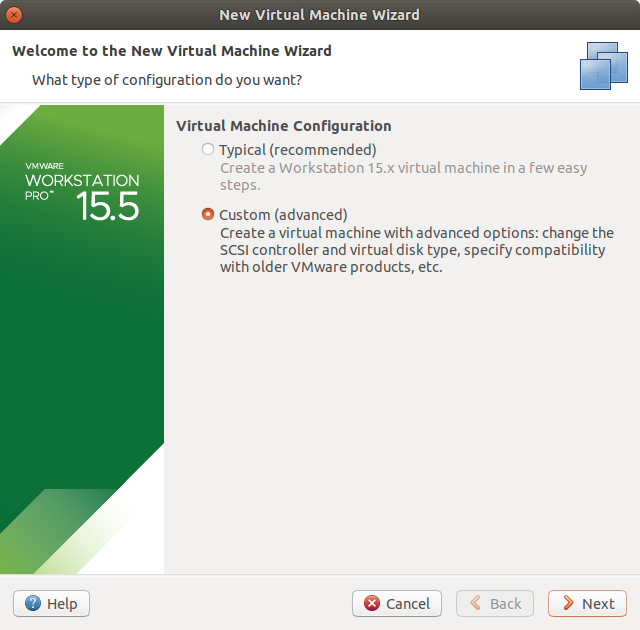 New Virtual Machine Wizard
Welcome to the New Virtual Machine Wizard
What type of configuration do you want?
VMWARE
WORKSTATION
PRO™ 15.5
Virtual Machine Configuration
Typical (recommended)
Create a Workstation 15.x virtual machine in a few easy
steps.
Custom (advanced)
Create a virtual machine with advanced options: change the
SCSI controller and virtual disk type, specify compatibility
with older VMware products, etc.
Help
Cancel
Back
Next